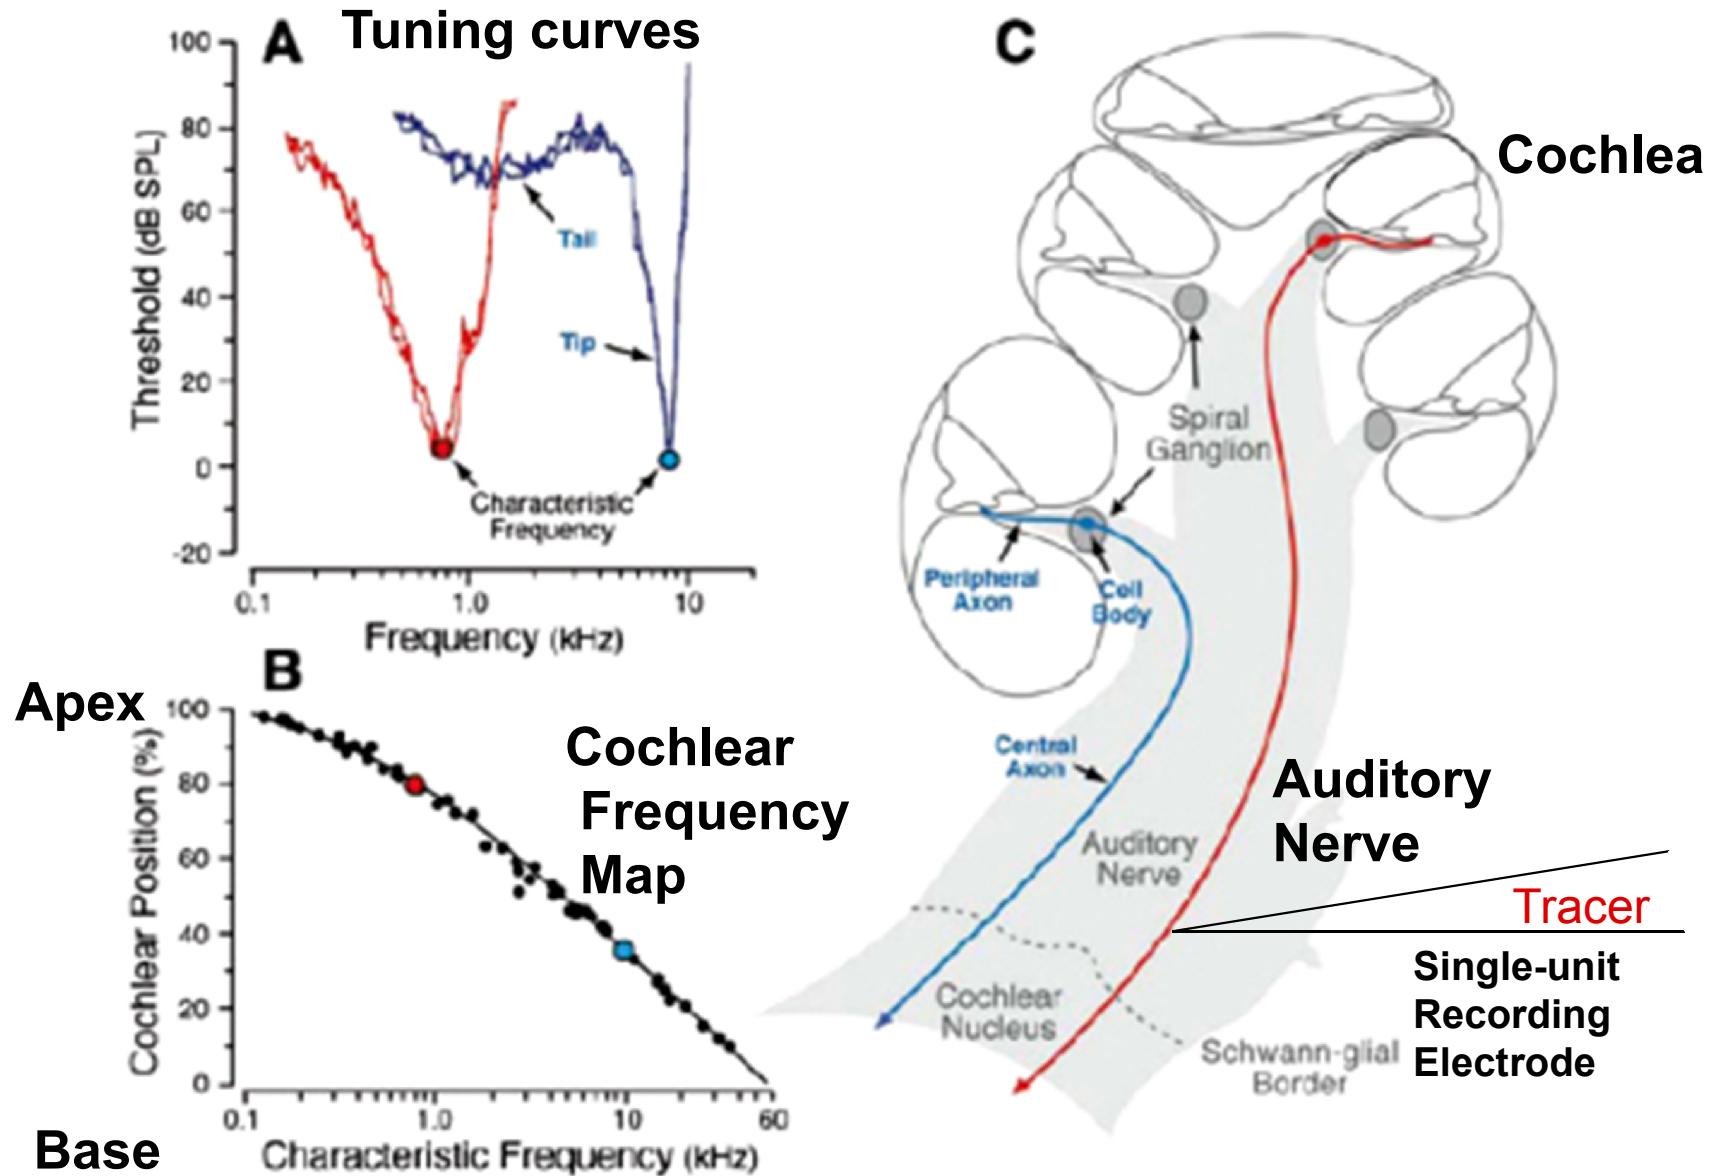 A Tuning curves
100
80
60
40
20
0
-20
Threshold (dB SPL)
Tail
Tip
Characteristic
Frequency
0.1 1.0 10
Frequency (kHz)
B
Apex
100
80
60
40
20
0
Cochlear Position (%)
Cochlear
Frequency
Map
0.1 1.0 10 60
Base
Characteristic Frequency (kHz)
C
Cochlea
Spiral
Ganglion
Peripheral
Axon
Cell
Body
Central
Axon
Auditory
Nerve
Auditory
Nerve
Tracer
Single-unit
Recording
Electrode
Cochlear
Nucleus
Schwann-glial
Border